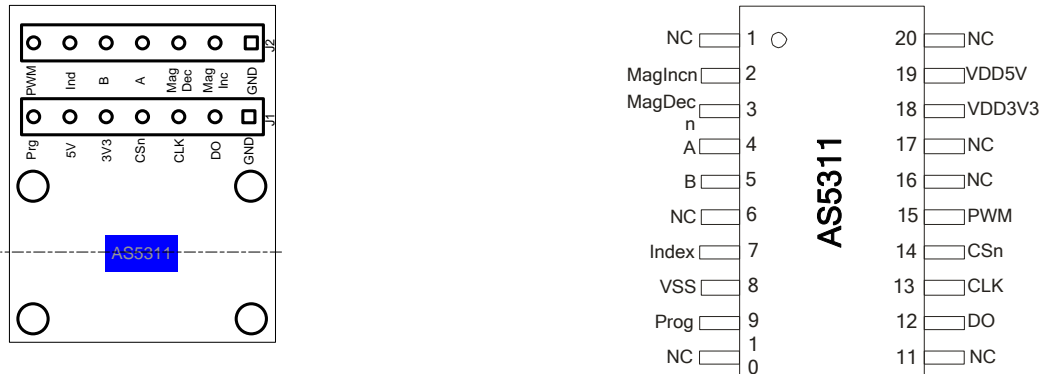 PWM Ind B A Mag Dec Mag Inc GND J2
Prg 5V 3V3 CSn CLK DO GND J1
AS5311
NC 1 20 NC
MagIncn 2 19 VDD5V
MagDec
n 3 18 VDD3V3
A 4 17 NC
B 5 16 NC
NC 6 15 PWM
Index 7 14 CSn
VSS 8 13 CLK
Prog 9 12 DO
NC 1
0 11 NC
AS5311